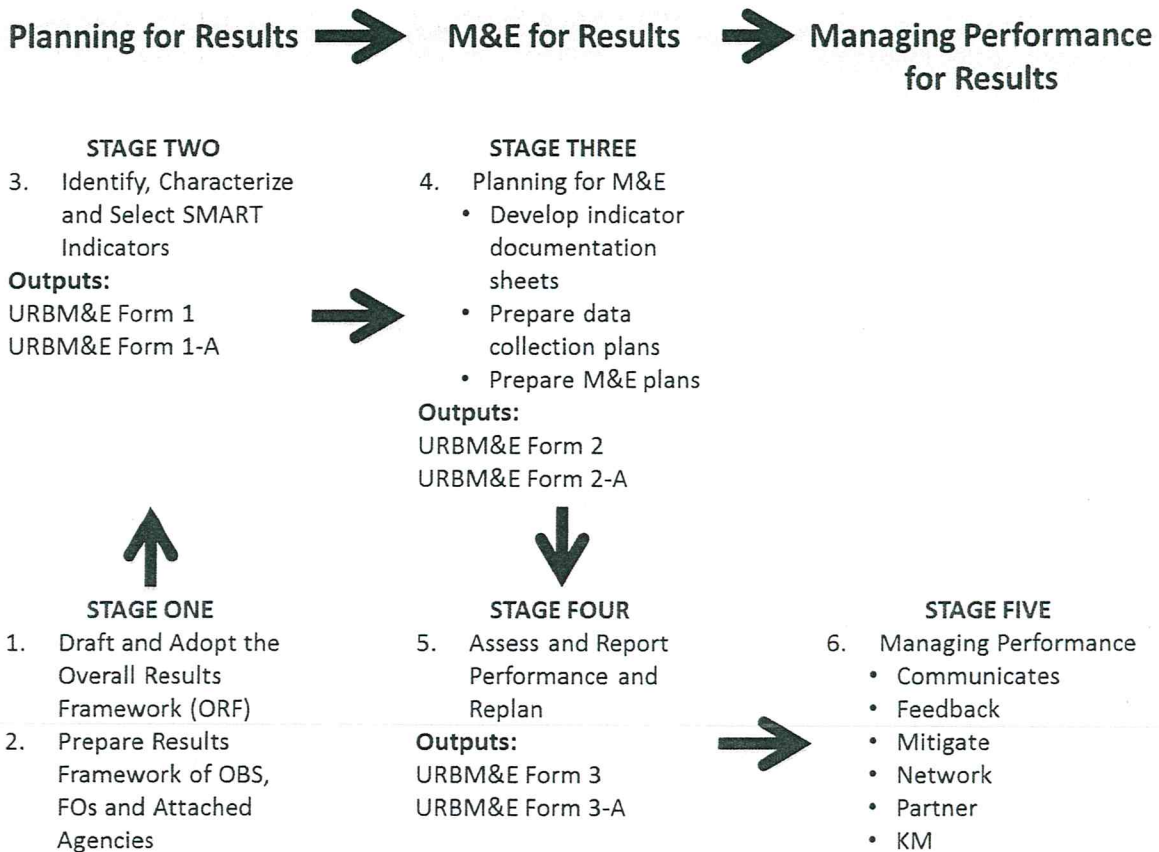 Planning for Results
M&E for Results
Managing Performance
for Results
STAGE TWO
3. Identify, Characterize
and Select SMART
Indicators
Outputs:
URBM&E Form 1
URBM&E Form 1-A
STAGE THREE
4. Planning for M&E
• Develop indicator
documentation
sheets
• Prepare data
collection plans
• Prepare M&E plans
Outputs:
URBM&E Form 2
URBM&E Form 2-A
STAGE ONE
1. Draft and Adopt the
Overall Results
Framework (ORF)
2. Prepare Results
Framework of OBS,
FOs and Attached
Agencies
STAGE FOUR
5. Assess and Report
Performance and
Replan
Outputs:
URBM&E Form 3
URBM&E Form 3-A
STAGE FIVE
6. Managing Performance
• Communicates
• Feedback
• Mitigate
• Network
• Partner
• KM